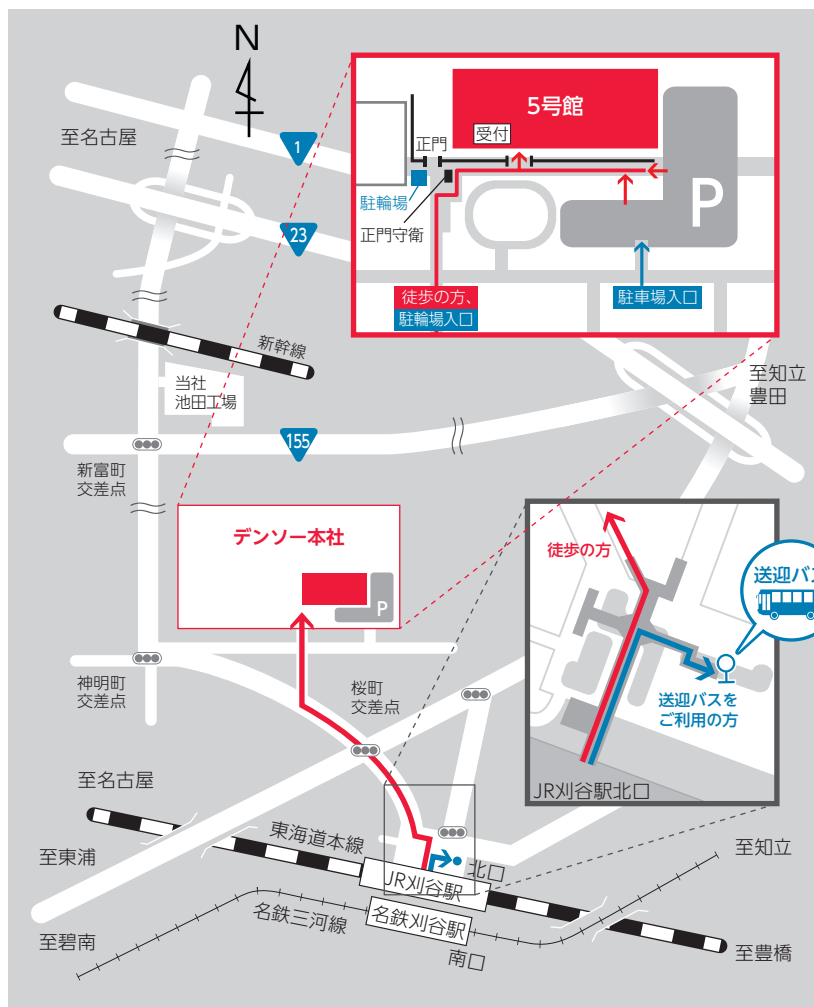 N
至名古屋
1
23
5号館
受付
正門
駐輪場
正門守衛
P
徒歩の方、
駐輪場入口
駐車場入口
新幹線
当社
池田工場
至知立
豊田
155
新富町
交差点
デンソー本社
P
徒歩の方
送迎バス
送迎バスを
ご利用の方
JR刈谷駅北口
神明町
交差点
桜町
交差点
至名古屋
東海道本線
至東浦
北口
JR刈谷駅
至知立
名鉄三河線
名鉄刈谷駅
至碧南
南口
至豊橋